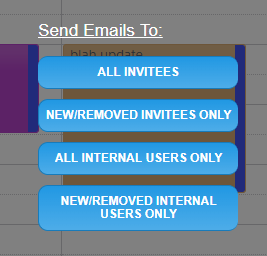 Send Emails To:
blah update
ALL INVITEES
NEW/REMOVED INVITEES ONLY
ALL INTERNAL USERS ONLY
NEW/REMOVED INTERNAL
USERS ONLY